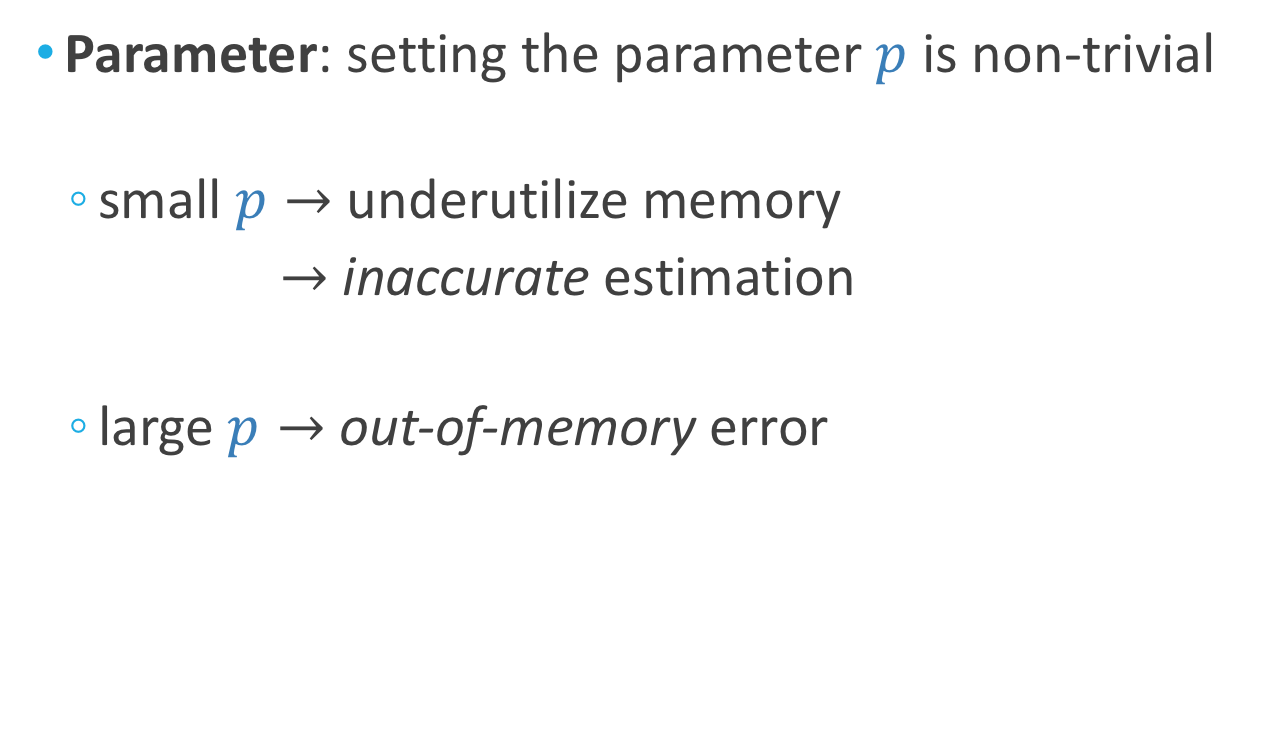 • Parameter: setting the parameter p is non-trivial
◦ small p → underutilize memory
→ inaccurate estimation
◦ large p → out-of-memory error